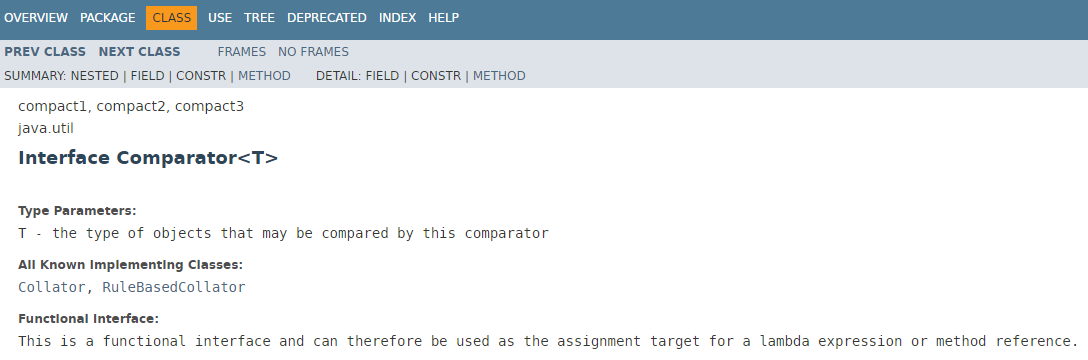 OVERVIEW PACKAGE CLASS USE TREE DEPRECATED INDEX HELP
PREV CLASS NEXT CLASS FRAMES NO FRAMES
SUMMARY: NESTED | FIELD | CONSTR | METHOD DETAIL: FIELD | CONSTR | METHOD
compact1, compact2, compact3
java.util
Interface Comparator<T>
Type Parameters:
T - the type of objects that may be compared by this comparator
All Known Implementing Classes:
Collator, RuleBasedCollator
Functional Interface:
This is a functional interface and can therefore be used as the assignment target for a lambda expression or method reference.